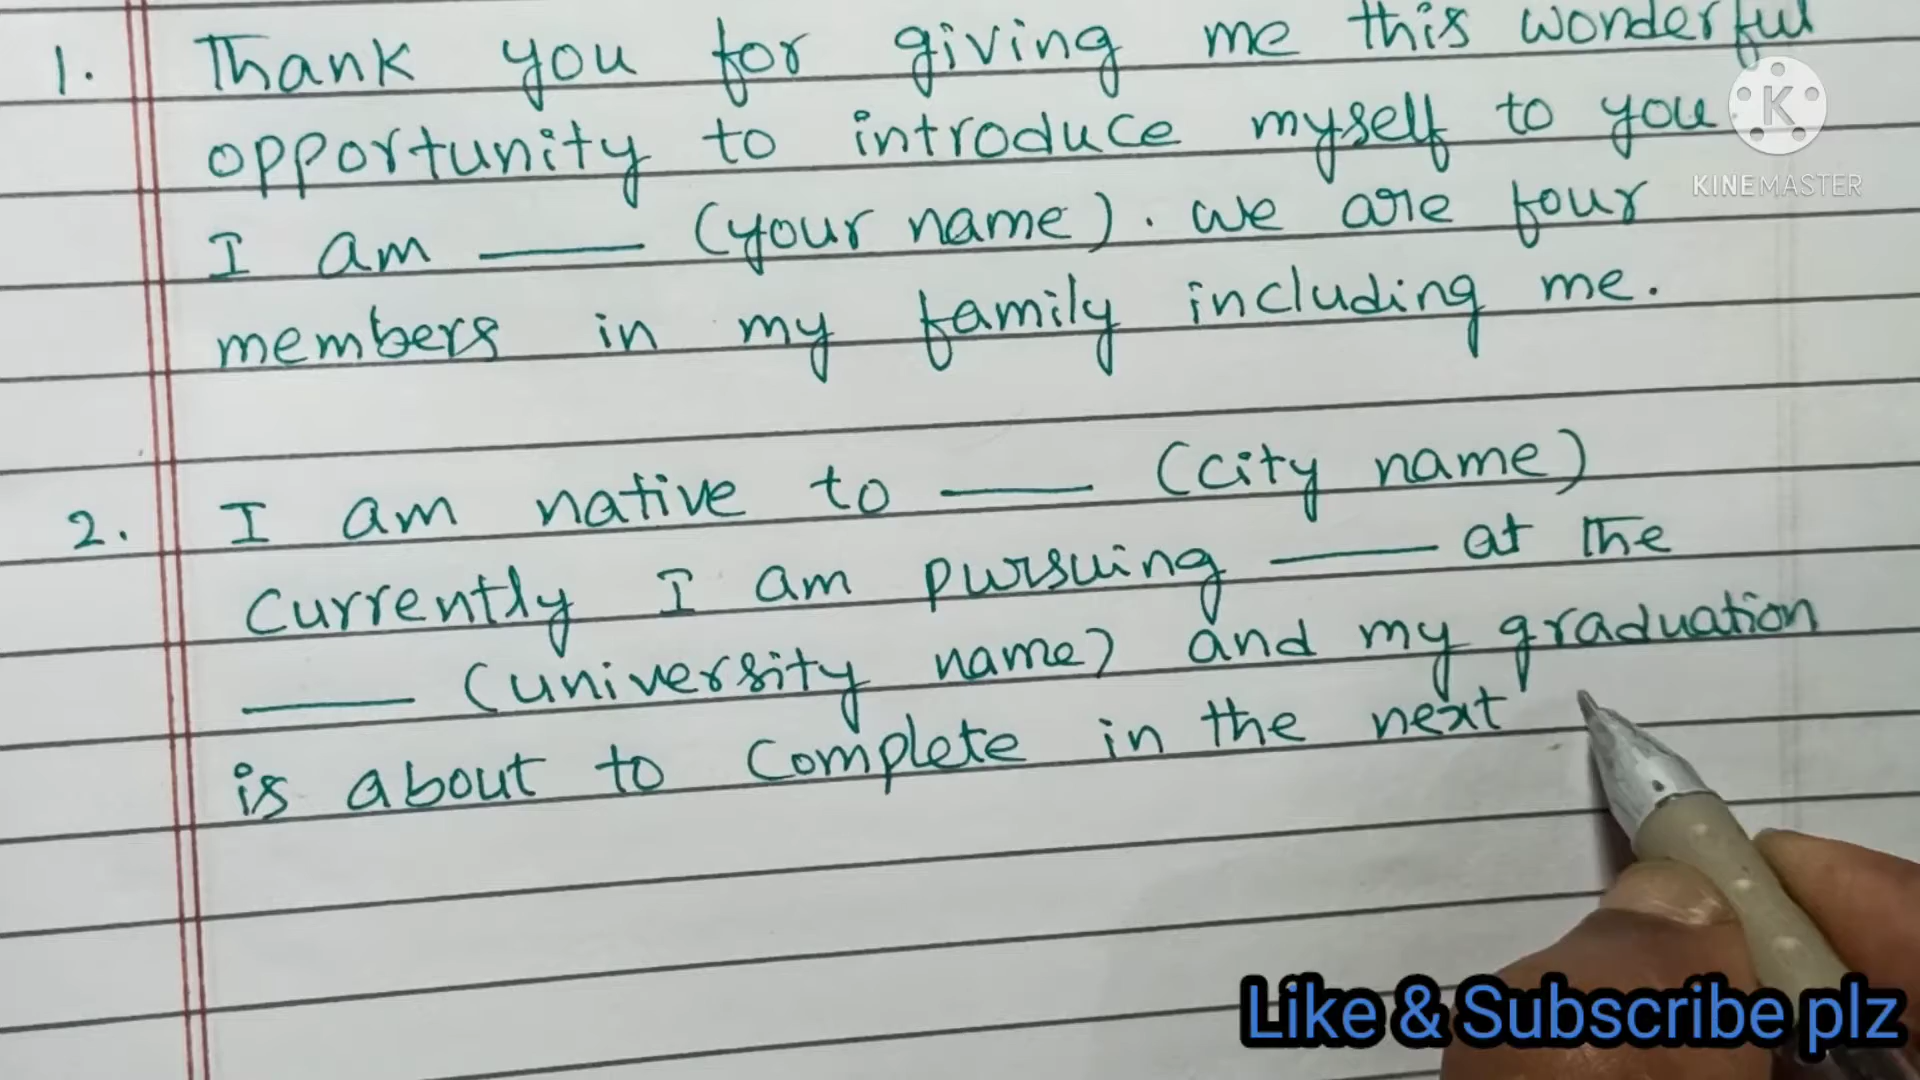 1. Thank you for giving me this wonderful
opportunity to introduce myself to you
I am ____ (your name). we are four
members in my family including me.
2. I am native to ____ (city name)
Currently I am pursuing ____ at the
____ (university name) and my graduation
is about to complete in the next
K
KINEMASTER
Like & Subscribe plz